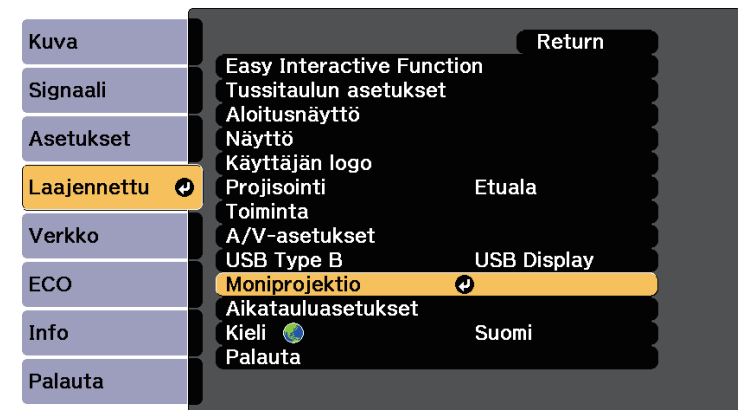 Kuva
Signaali
Asetukset
Laajennettu
Verkko
ECO
Info
Palauta
Return
Easy Interactive Function
Tussitaulun asetukset
Aloitusnäyttö
Näyttö
Käyttäjän logo
Projisointi Etuala
Toiminta
A/V-asetukset
USB Type B USB Display
Moniprojektio
Aikatauluasetukset
Kieli Suomi
Palauta